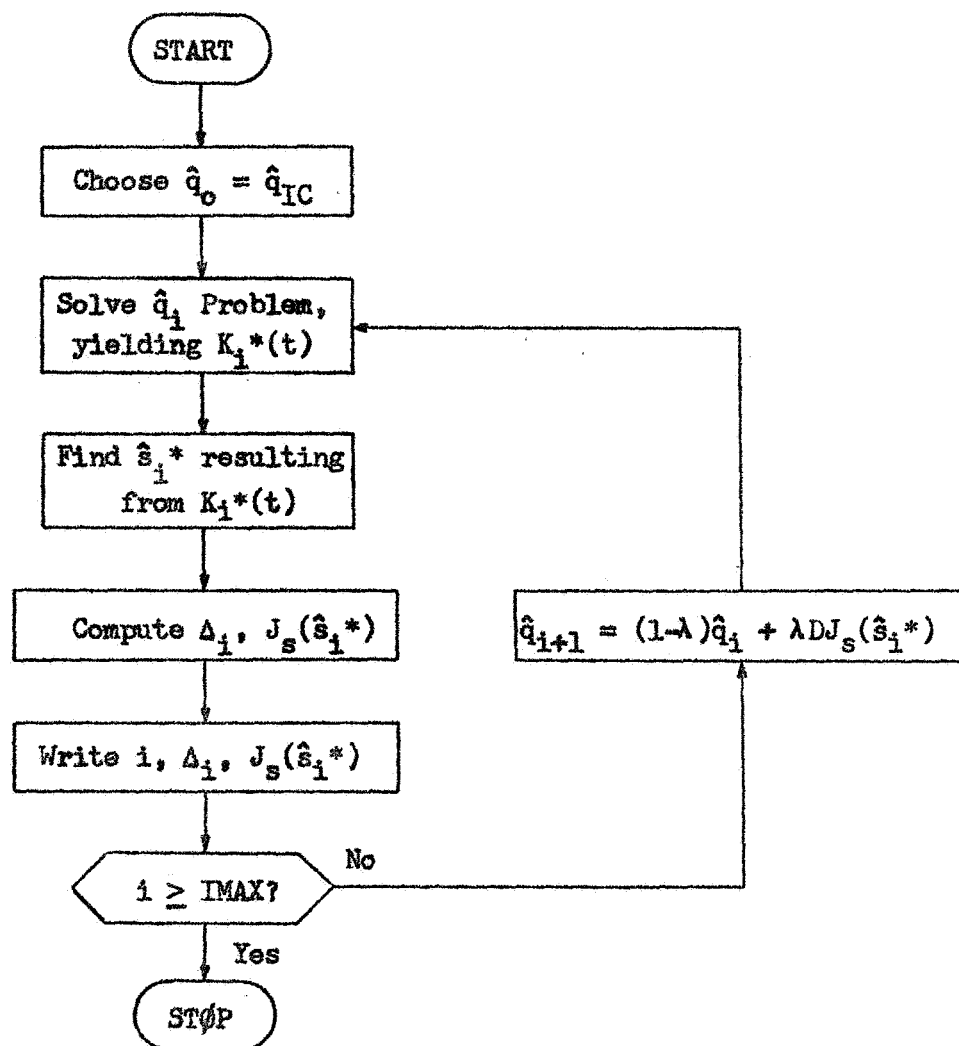 START
Choose q̂₀ = q̂_IC
Solve q̂ᵢ Problem,
yielding Kᵢ*(t)
Find ŝᵢ* resulting
from Kᵢ*(t)
Compute Δᵢ, Jₛ(ŝᵢ*)
q̂ᵢ₊₁ = (1-λ)q̂ᵢ + λDJₛ(ŝᵢ*)
Write i, Δᵢ, Jₛ(ŝᵢ*)
i ≥ IMAX?
No
Yes
STØP